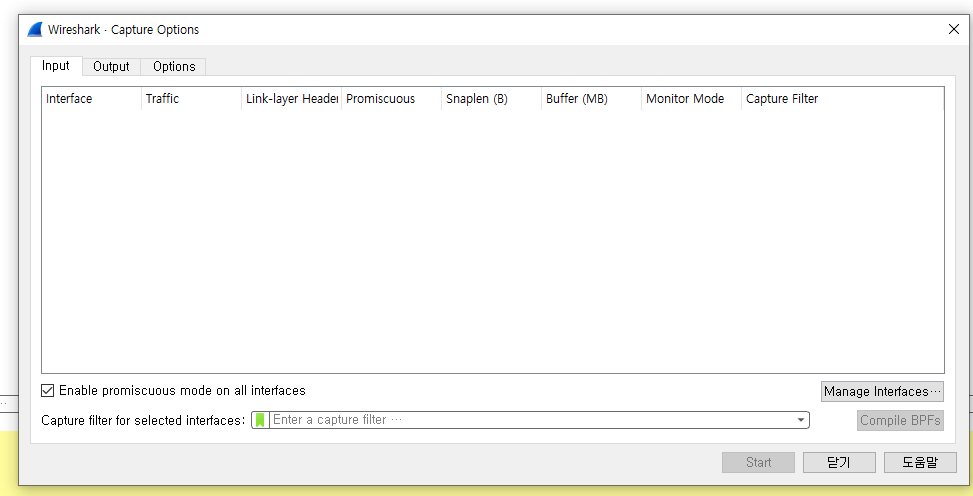 Wireshark · Capture Options
Input Output Options
Interface Traffic Link-layer Header Promiscuous Snaplen (B) Buffer (MB) Monitor Mode Capture Filter
Enable promiscuous mode on all interfaces
Manage Interfaces…
Capture filter for selected interfaces: Enter a capture filter …
Compile BPFs
Start 닫기 도움말